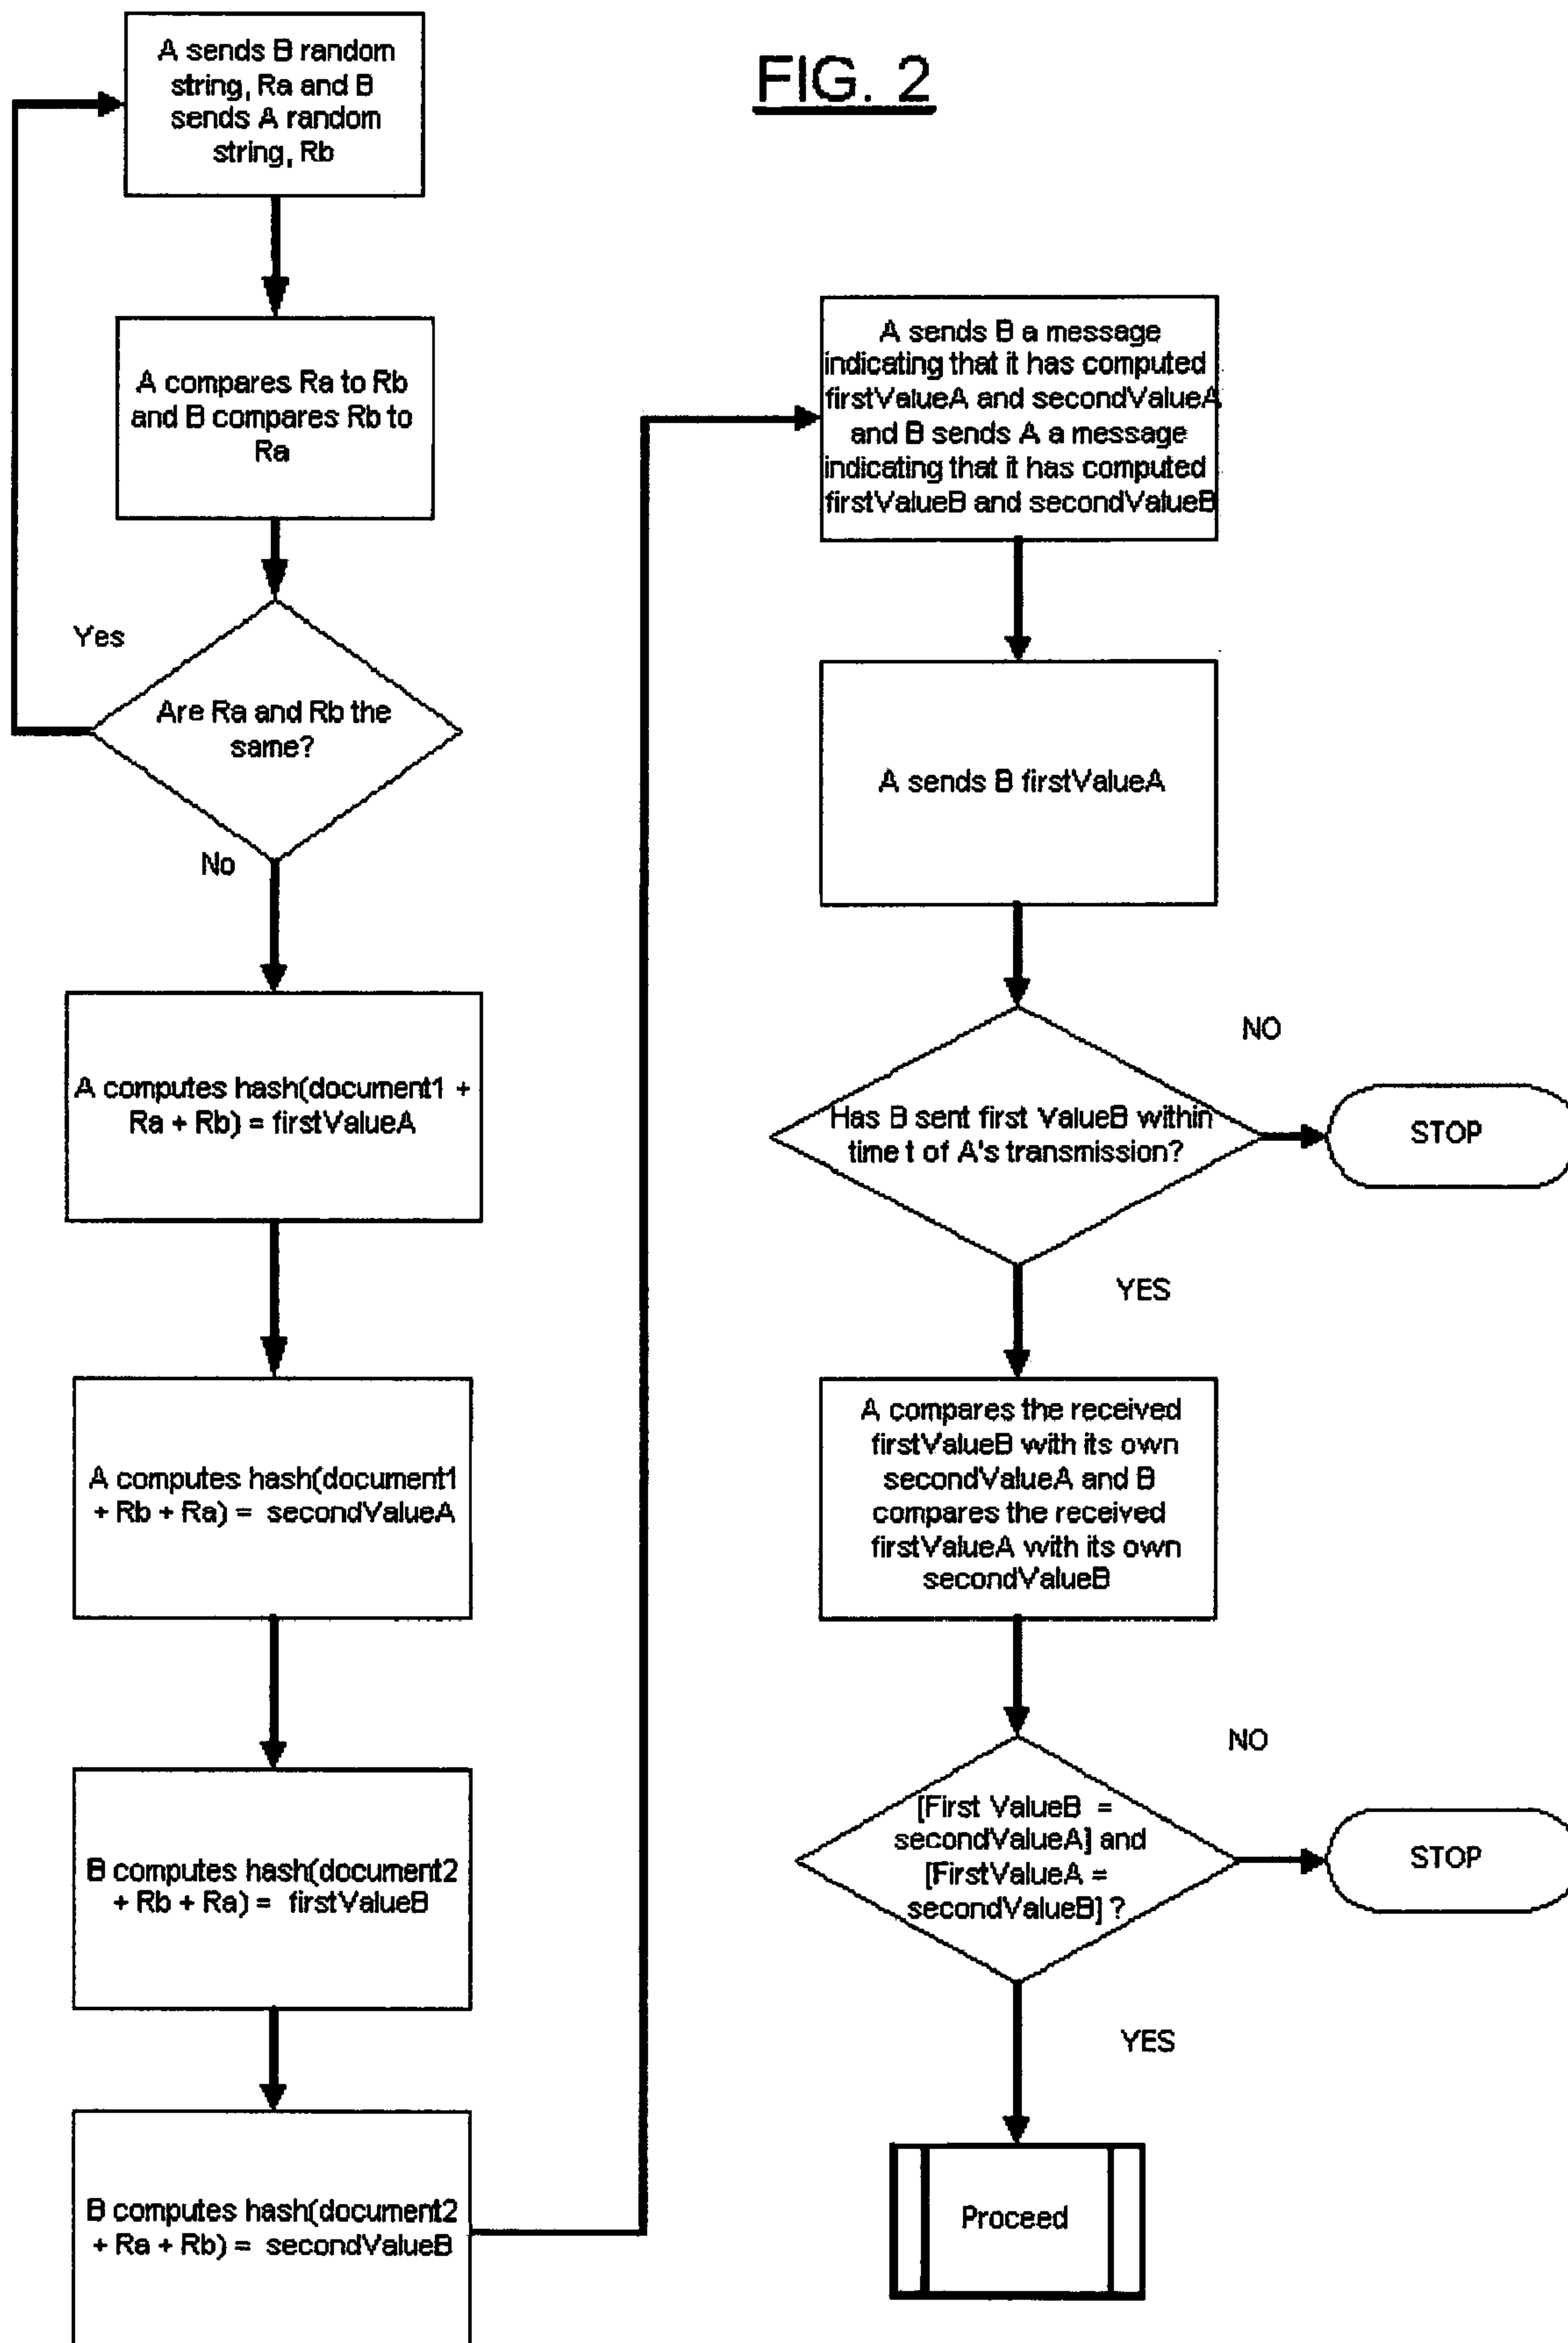 FIG. 2
A sends B random
string, Ra and B
sends A random
string, Rb
A compares Ra to Rb
and B compares Rb to
Ra
Yes
Are Ra and Rb the
same?
No
A computes hash(document1 +
Ra + Rb) = firstValueA
A computes hash(document1
+ Rb + Ra) = secondValueA
B computes hash(document2
+ Rb + Ra) = firstValueB
B computes hash(document2
+ Ra + Rb) = secondValueB
A sends B a message
indicating that it has computed
firstValueA and secondValueA
and B sends A a message
indicating that it has computed
firstValueB and secondValueB
A sends B firstValueA
NO
Has B sent first ValueB within
time t of A's transmission?
STOP
YES
A compares the received
firstValueB with its own
secondValueA and B
compares the received
firstValueA with its own
secondValueB
NO
[First ValueB =
secondValueA] and
[FirstValueA =
secondValueB] ?
STOP
YES
Proceed